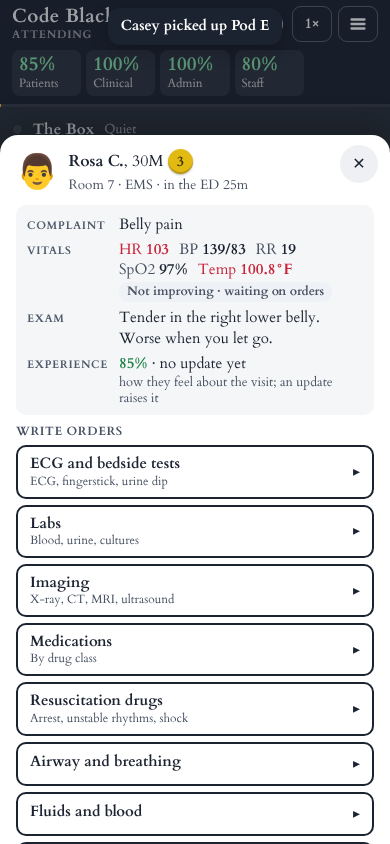 Code Blac
ATTENDING
Casey picked up Pod E
1×
85%
Patients
100%
Clinical
100%
Admin
80%
Staff
The Box Quiet
Rosa C., 30M 3
Room 7 · EMS · in the ED 25m
×
COMPLAINT Belly pain
VITALS HR 103 BP 139/83 RR 19
SpO2 97% Temp 100.8°F
Not improving · waiting on orders
EXAM Tender in the right lower belly.
Worse when you let go.
EXPERIENCE 85% · no update yet
how they feel about the visit; an update
raises it
WRITE ORDERS
ECG and bedside tests
ECG, fingerstick, urine dip
Labs
Blood, urine, cultures
Imaging
X-ray, CT, MRI, ultrasound
Medications
By drug class
Resuscitation drugs
Arrest, unstable rhythms, shock
Airway and breathing
Fluids and blood